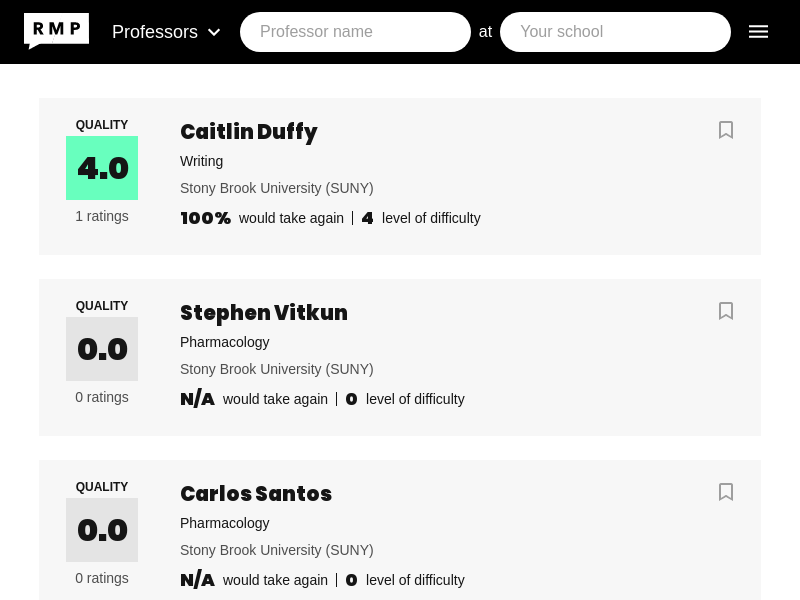 RMP
Professors
Professor name
at
Your school
QUALITY
4.0
1 ratings
Caitlin Duffy
Writing
Stony Brook University (SUNY)
100% would take again | 4 level of difficulty
QUALITY
0.0
0 ratings
Stephen Vitkun
Pharmacology
Stony Brook University (SUNY)
N/A would take again | 0 level of difficulty
QUALITY
0.0
0 ratings
Carlos Santos
Pharmacology
Stony Brook University (SUNY)
N/A would take again | 0 level of difficulty